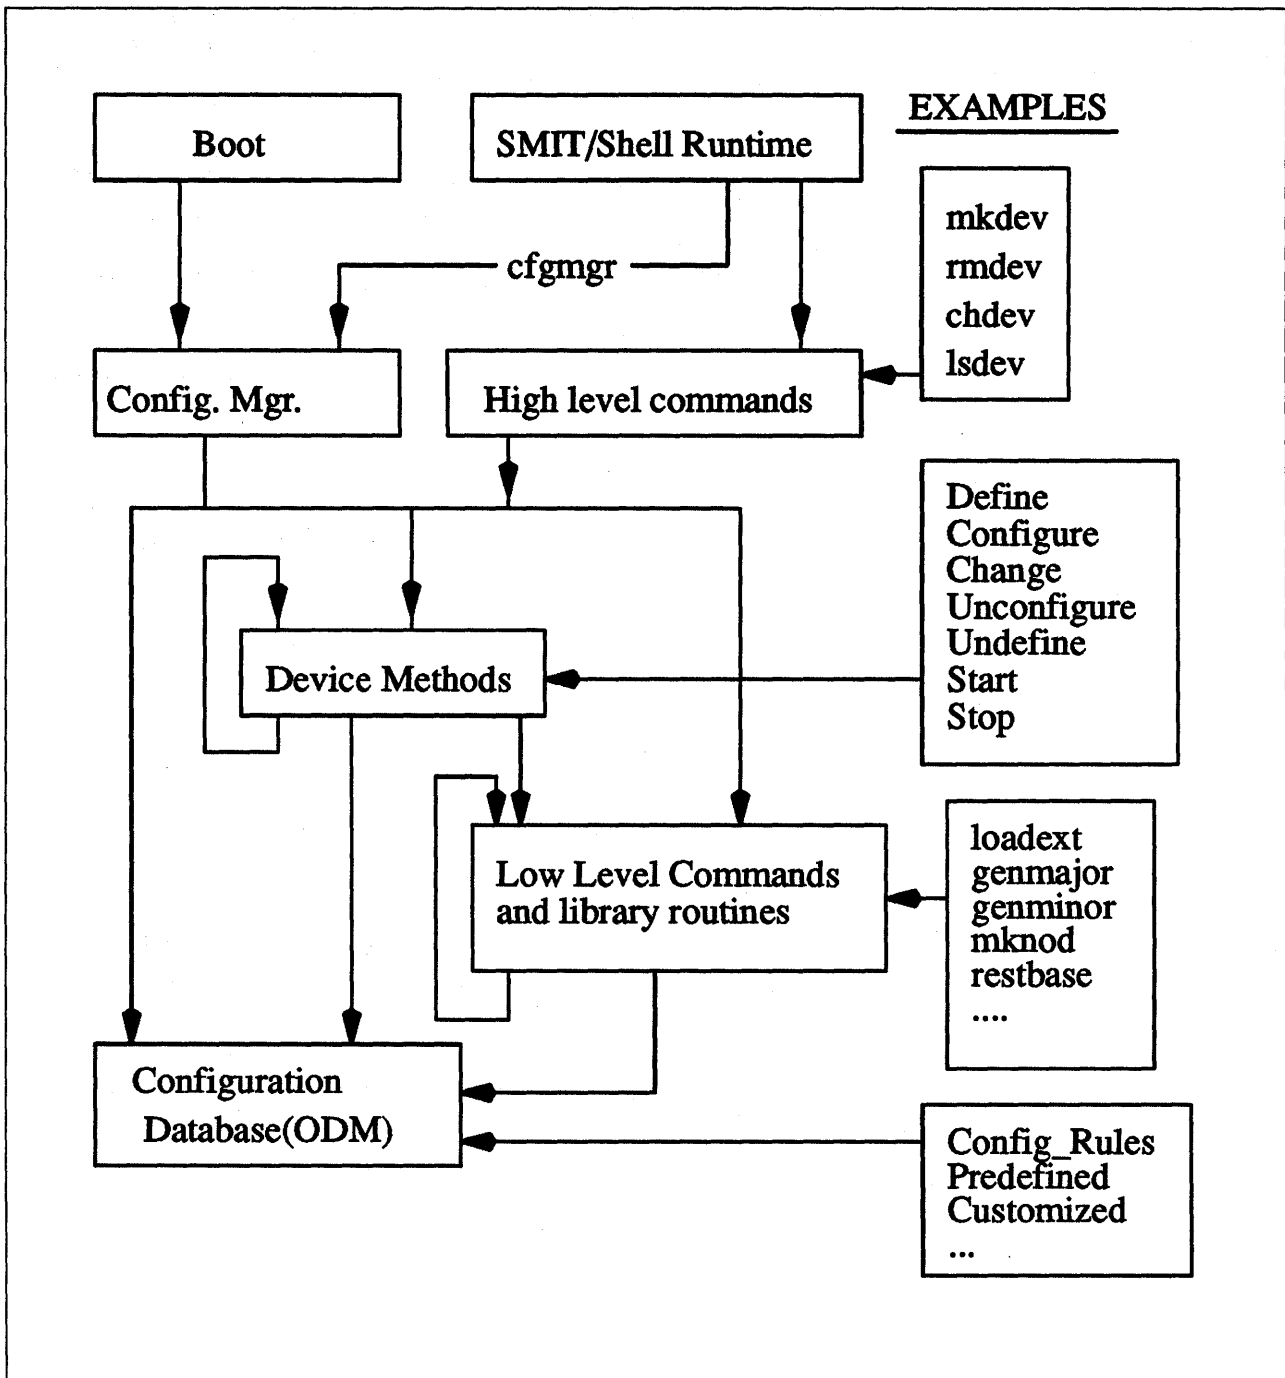 Boot
SMIT/Shell Runtime
EXAMPLES
mkdev
rmdev
chdev
lsdev
cfgmgr
Config. Mgr.
High level commands
Define
Configure
Change
Unconfigure
Undefine
Start
Stop
Device Methods
Low Level Commands
and library routines
loadext
genmajor
genminor
mknod
restbase
....
Configuration
Database(ODM)
Config_Rules
Predefined
Customized
...